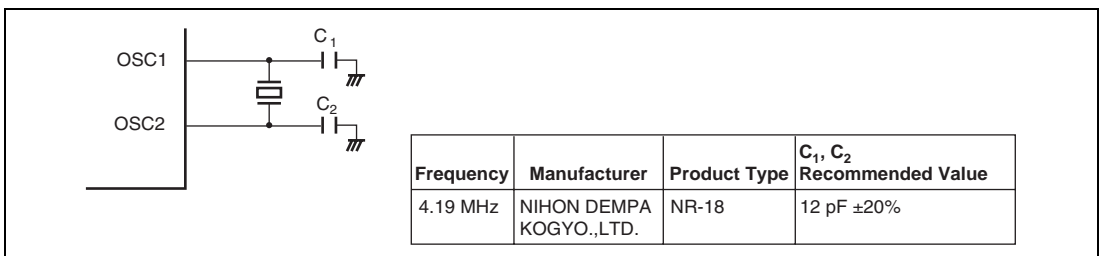 C1
OSC1
C2
OSC2
Frequency Manufacturer Product Type C1, C2 Recommended Value
4.19 MHz NIHON DEMPA KOGYO.,LTD. NR-18 12 pF ±20%